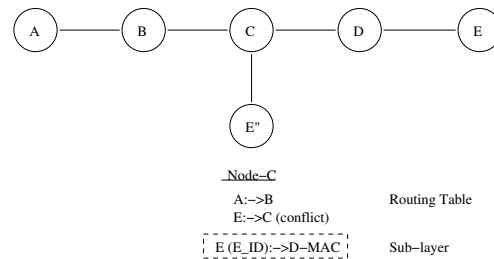 A B C D E
E"
Node–C
A:–>B Routing Table
E:–>C (conflict)
E (E_ID):–>D–MAC Sub–layer